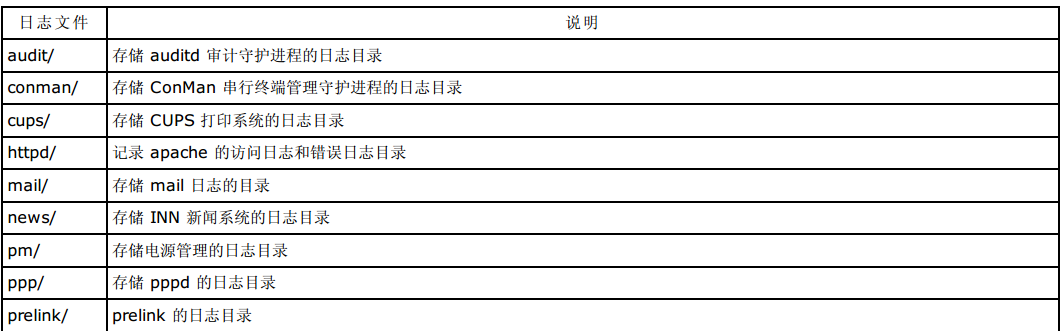 日志文件 说明
audit/ 存储 auditd 审计守护进程的日志目录
conman/ 存储 ConMan 串行终端管理守护进程的日志目录
cups/ 存储 CUPS 打印系统的日志目录
httpd/ 记录 apache 的访问日志和错误日志目录
mail/ 存储 mail 日志的目录
news/ 存储 INN 新闻系统的日志目录
pm/ 存储电源管理的日志目录
ppp/ 存储 pppd 的日志目录
prelink/ prelink 的日志目录